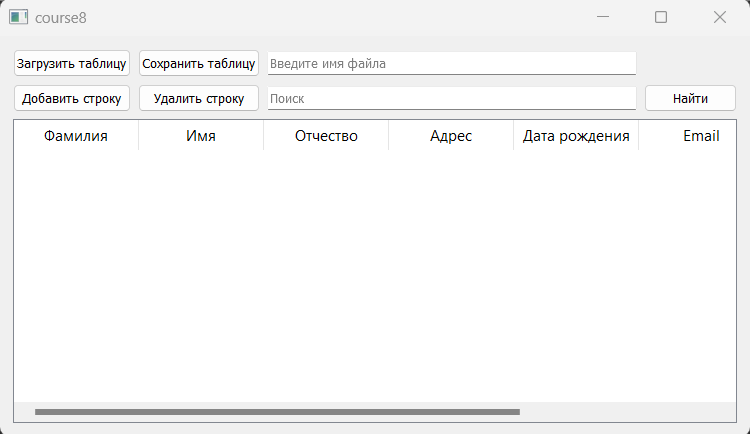 course8
Загрузить таблицу Сохранить таблицу Введите имя файла
Добавить строку Удалить строку Поиск Найти
Фамилия Имя Отчество Адрес Дата рождения Email